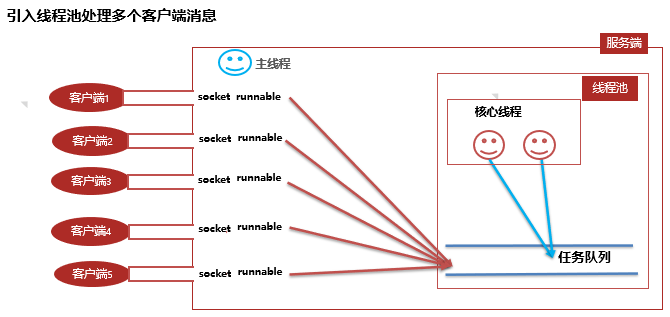 引入线程池处理多个客户端消息
服务端
主线程
线程池
客户端1
socket runnable
核心线程
客户端2
socket runnable
客户端3
socket runnable
客户端4
socket runnable
任务队列
客户端5
socket runnable